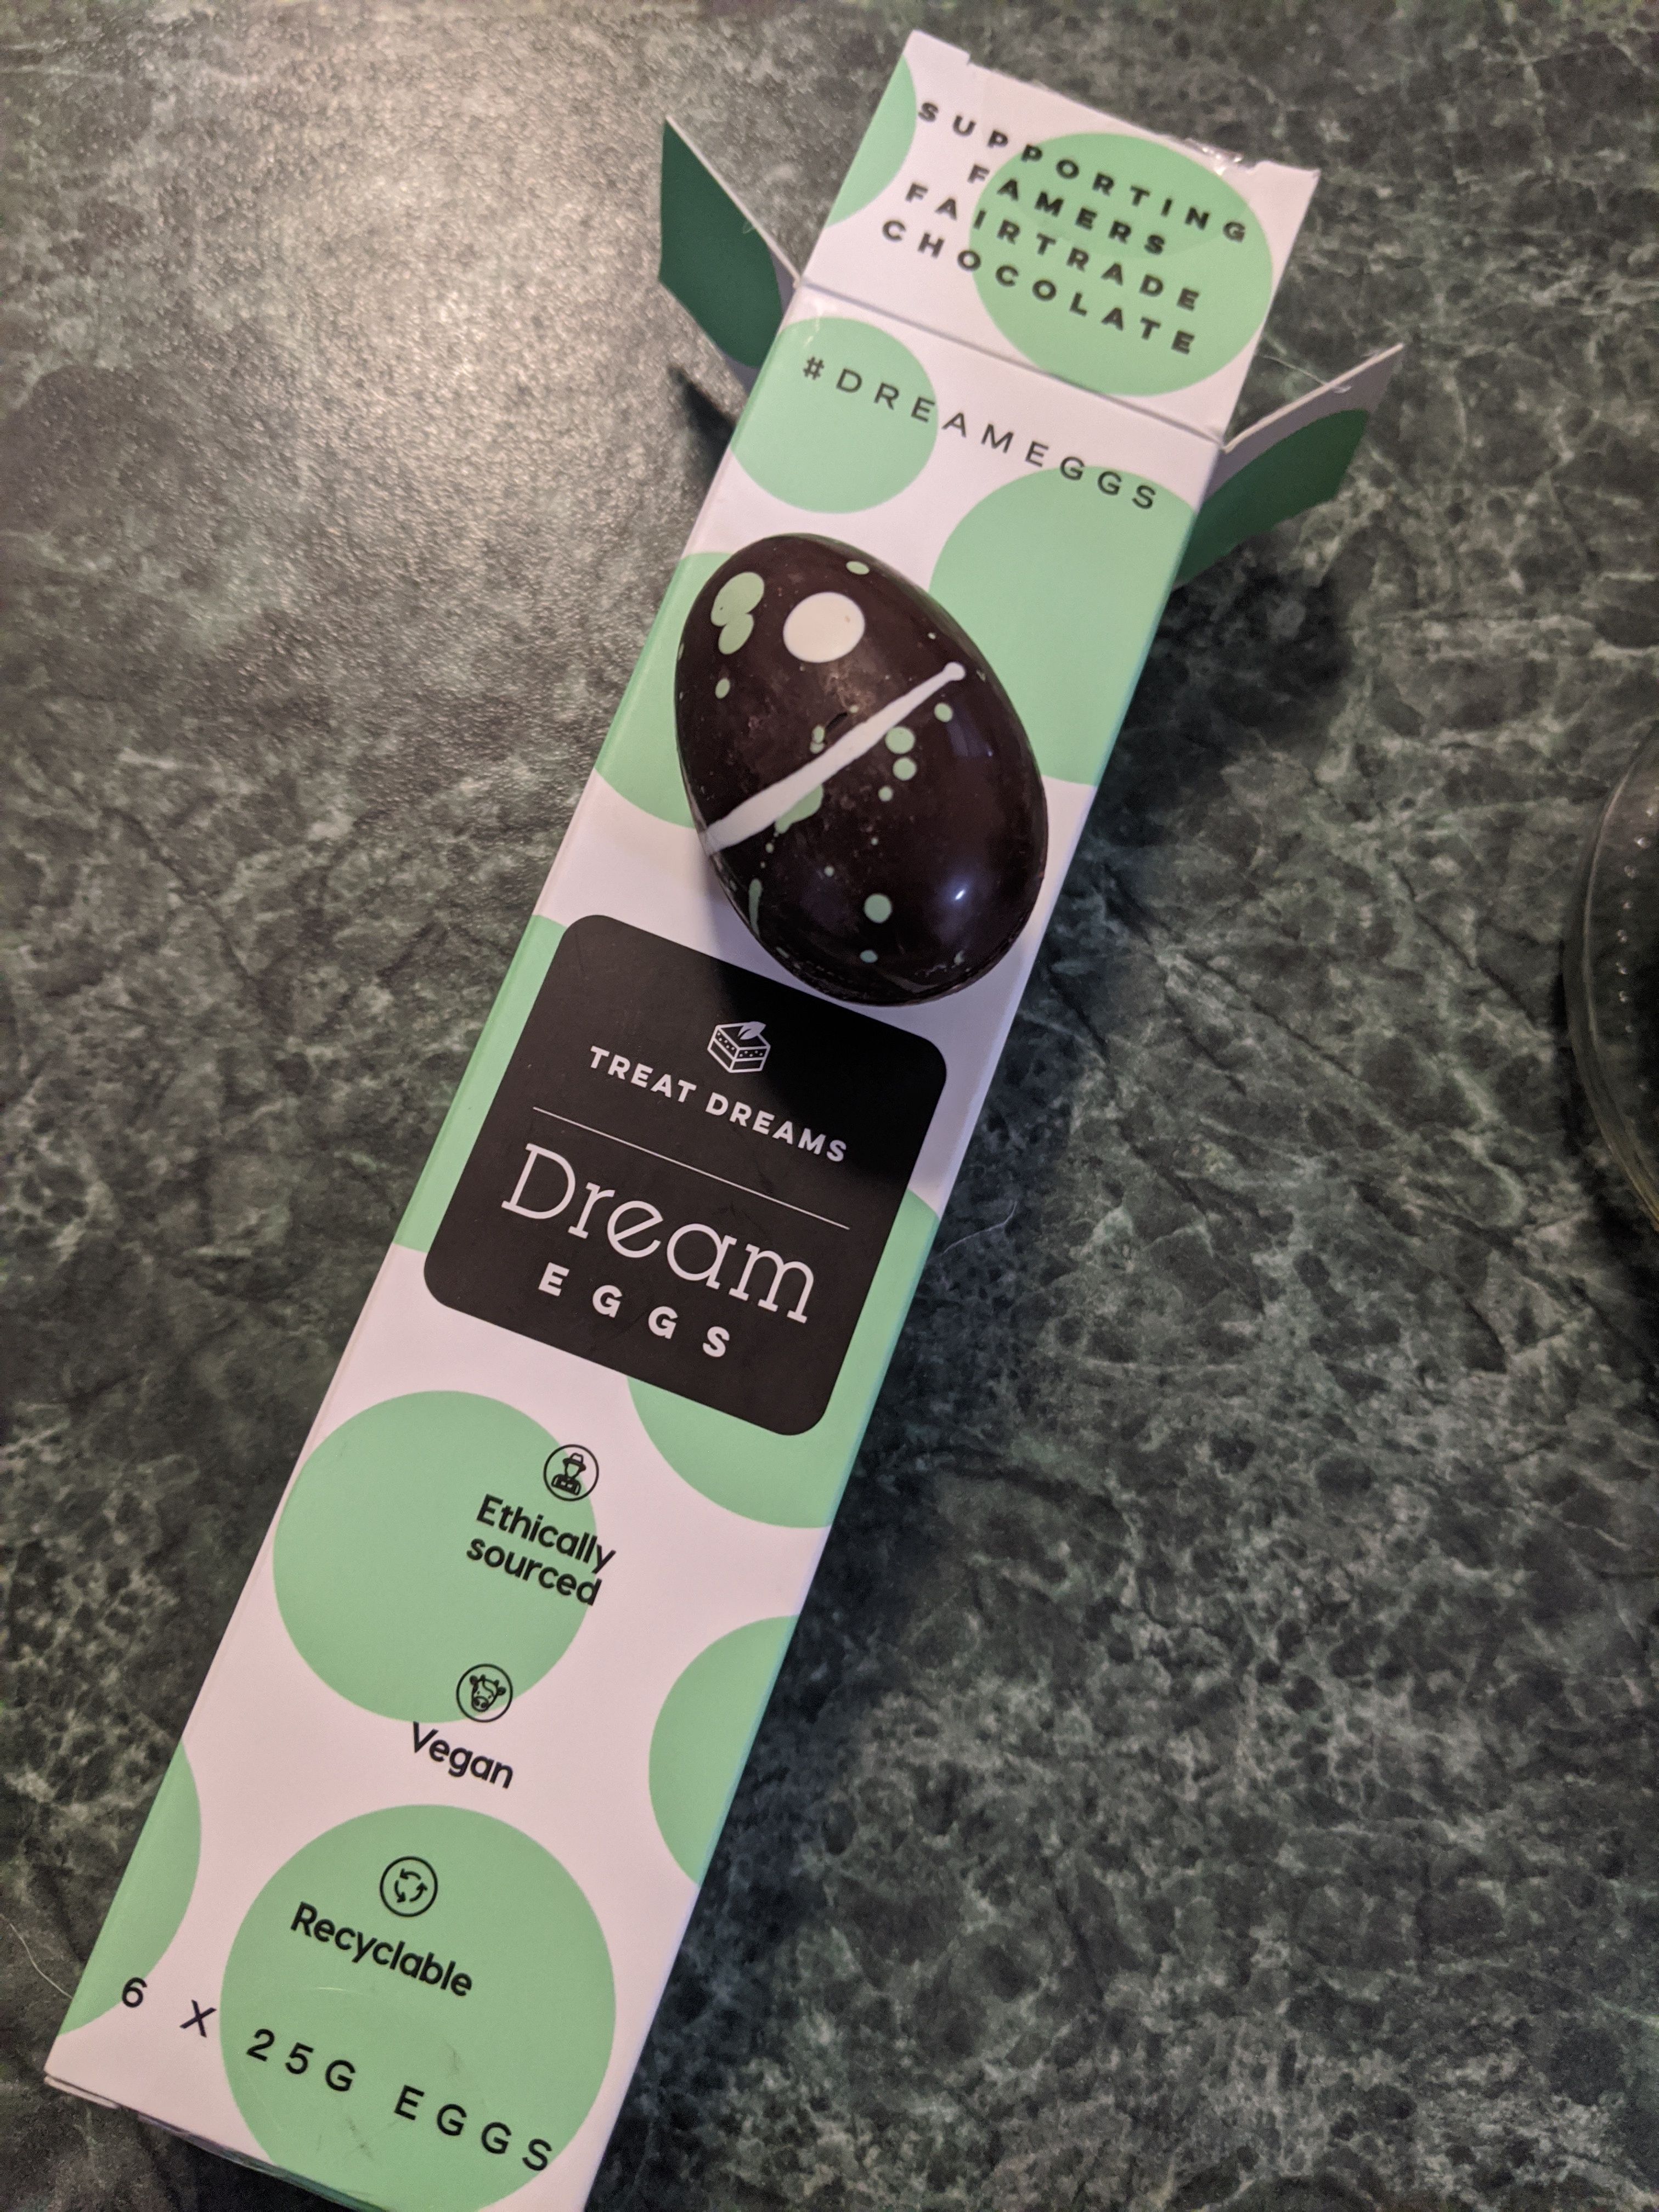 SUPPORTING
FAMERS
FAIRTRADE
CHOCOLATE
#DREAMEGGS
TREAT DREAMS
Dream
EGGS
Ethically
sourced
Vegan
Recyclable
6 X 25G EGGS